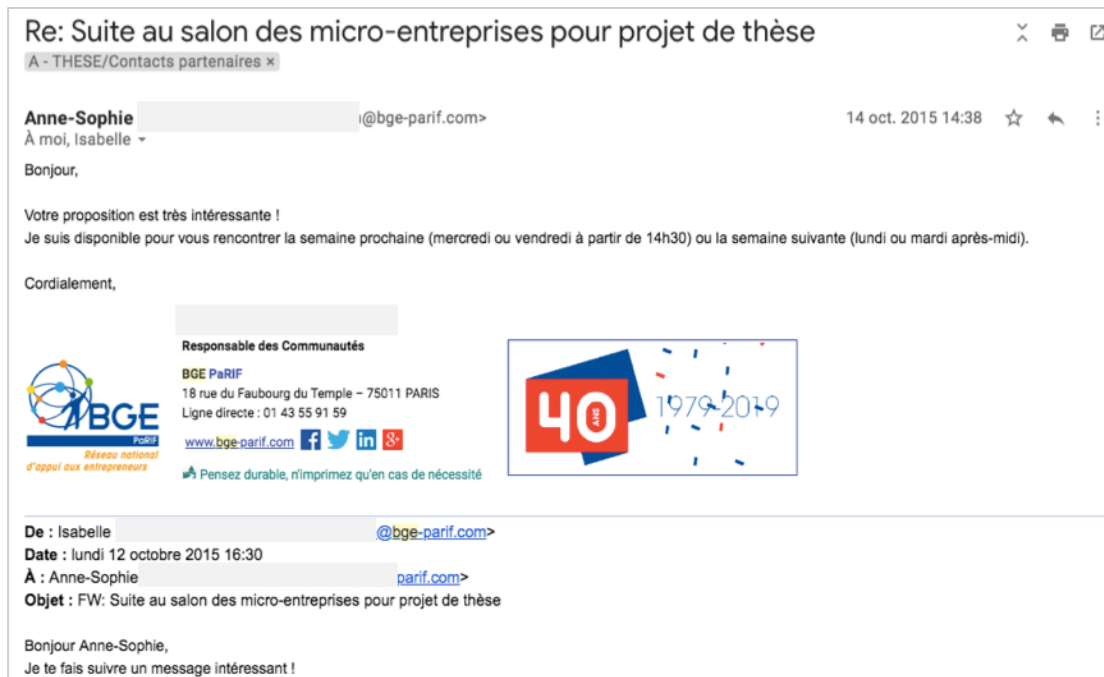 Re: Suite au salon des micro-entreprises pour projet de thèse
A - THESE/Contacts partenaires ×
Anne-Sophie @bge-parif.com> 14 oct. 2015 14:38
À moi, Isabelle
Bonjour,
Votre proposition est très intéressante !
Je suis disponible pour vous rencontrer la semaine prochaine (mercredi ou vendredi à partir de 14h30) ou la semaine suivante (lundi ou mardi après-midi).
Cordialement,
Responsable des Communautés
BGE PaRIF
18 rue du Faubourg du Temple – 75011 PARIS
Ligne directe : 01 43 55 91 59
www.bge-parif.com
Pensez durable, n'imprimez qu'en cas de nécessité
BGE
PaRIF
Réseau national
d'appui aux entrepreneurs
40 ANS
1979-2019
De : Isabelle @bge-parif.com>
Date : lundi 12 octobre 2015 16:30
À : Anne-Sophie parif.com>
Objet : FW: Suite au salon des micro-entreprises pour projet de thèse
Bonjour Anne-Sophie,
Je te fais suivre un message intéressant !